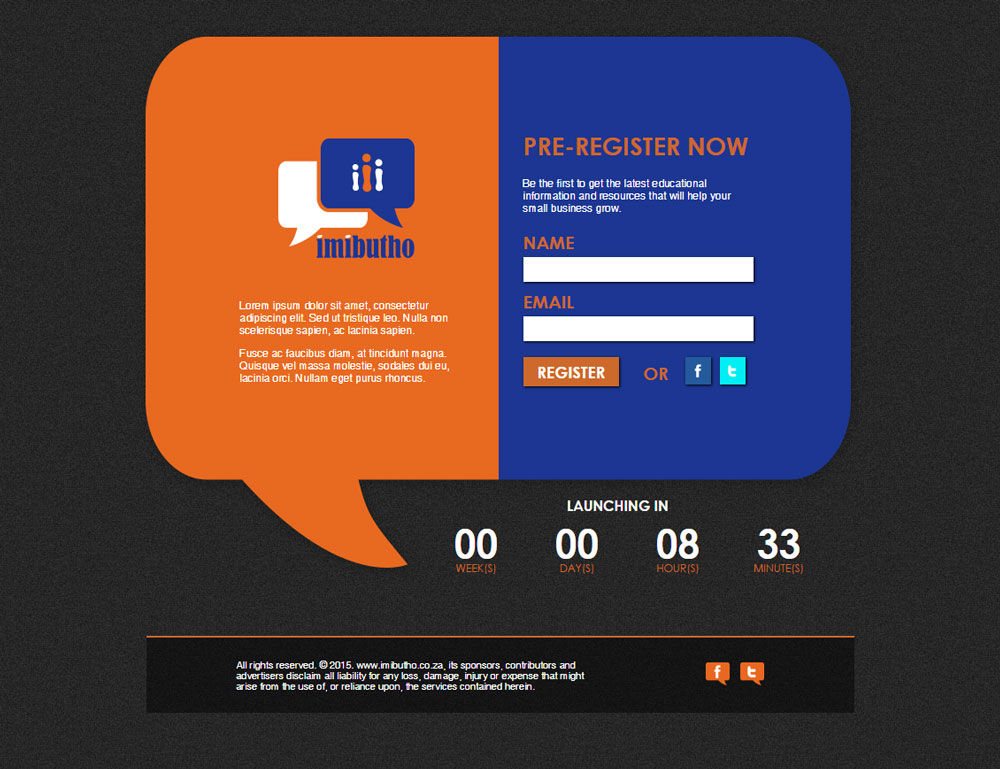 imibutho
Lorem ipsum dolor sit amet, consectetur
adipiscing elit. Sed ut tristique leo. Nulla non
scelerisque sapien, ac lacinia sapien.
Fusce ac faucibus diam, at tincidunt magna.
Quisque vel massa molestie, sodales dui eu,
lacinia orci. Nullam eget purus rhoncus.
PRE-REGISTER NOW
Be the first to get the latest educational
information and resources that will help your
small business grow.
NAME
EMAIL
REGISTER OR f t
LAUNCHING IN
00 00 08 33
WEEK(S) DAY(S) HOUR(S) MINUTE(S)
All rights reserved. © 2015. www.imibutho.co.za, its sponsors, contributors and
advertisers disclaim all liability for any loss, damage, injury or expense that might
arise from the use of, or reliance upon, the services contained herein.
f t